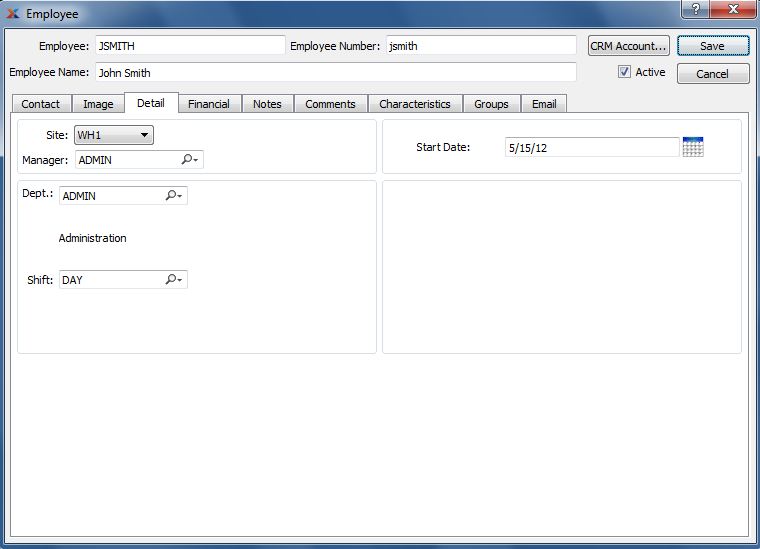 Employee
?
Employee: JSMITH Employee Number: jsmith CRM Account... Save
Employee Name: John Smith Active Cancel
Contact Image Detail Financial Notes Comments Characteristics Groups Email
Site: WH1
Manager: ADMIN
Start Date: 5/15/12
Dept.: ADMIN
Administration
Shift: DAY